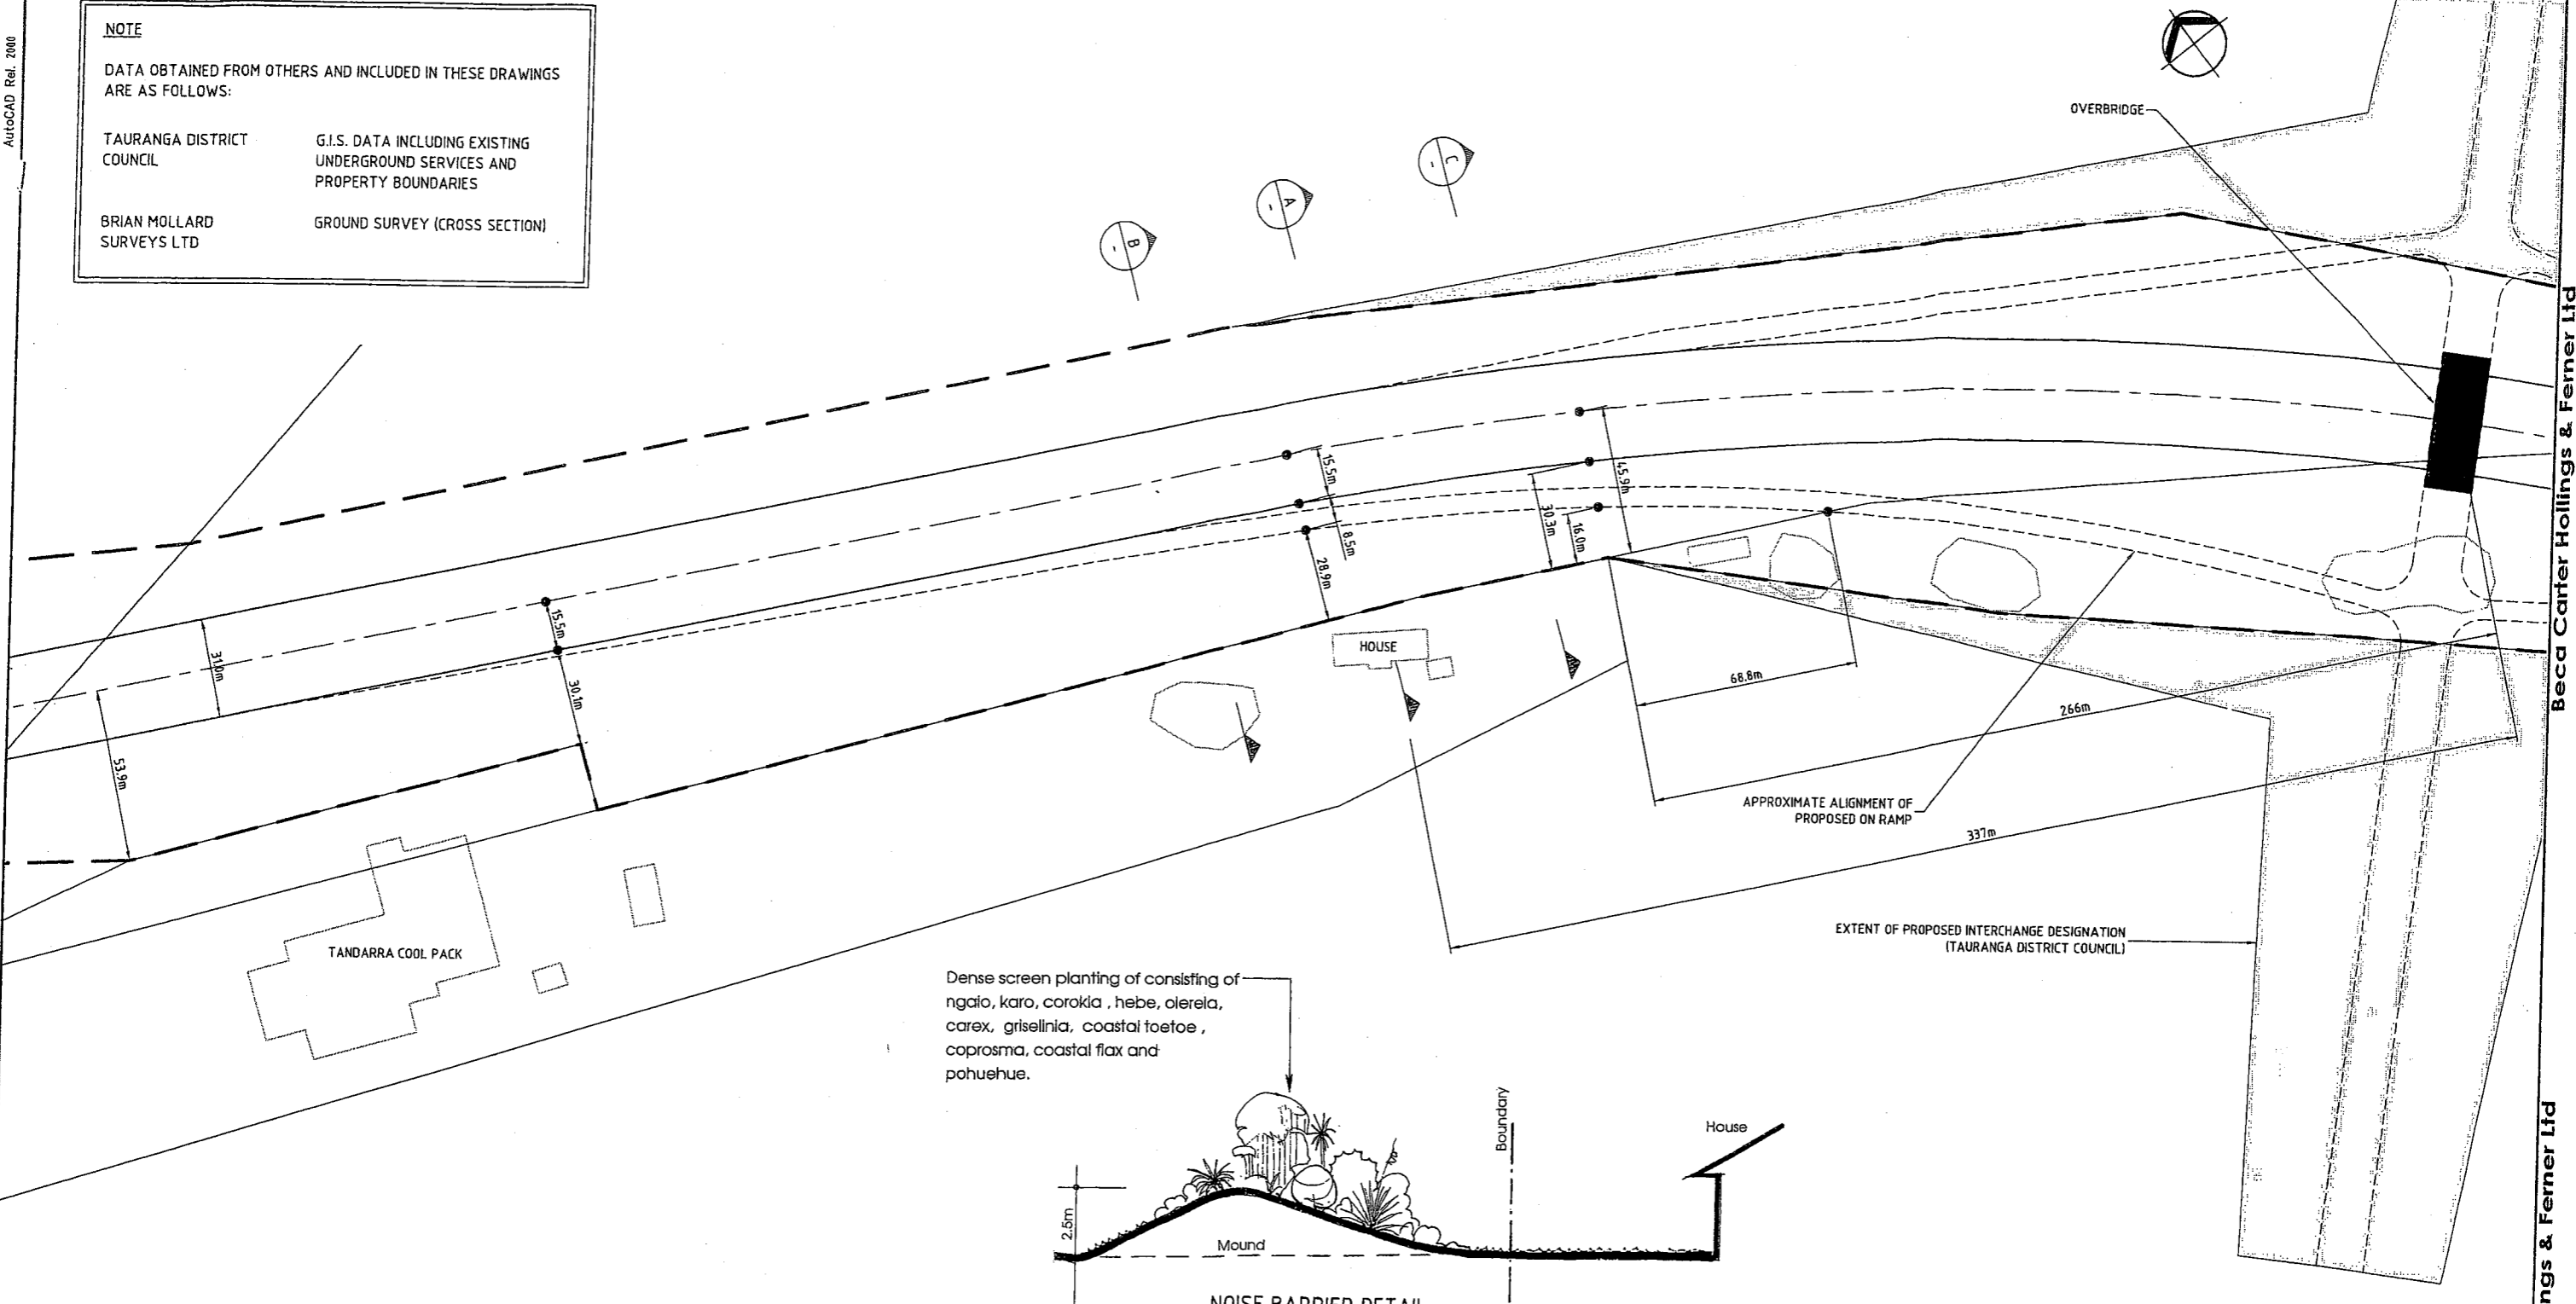 AutoCAD Rel. 2000
NOTE
DATA OBTAINED FROM OTHERS AND INCLUDED IN THESE DRAWINGS
ARE AS FOLLOWS:
TAURANGA DISTRICT
COUNCIL
G.I.S. DATA INCLUDING EXISTING
UNDERGROUND SERVICES AND
PROPERTY BOUNDARIES
BRIAN MOLLARD
SURVEYS LTD
GROUND SURVEY (CROSS SECTION)
B
-
A
-
C
-
OVERBRIDGE
Beca Carter Hollings & Ferner Ltd
15.5m
45.9m
30.3m
16.0m
8.5m
28.9m
15.5m
30.1m
31.0m
53.9m
HOUSE
68.8m
266m
APPROXIMATE ALIGNMENT OF
PROPOSED ON RAMP
337m
EXTENT OF PROPOSED INTERCHANGE DESIGNATION
(TAURANGA DISTRICT COUNCIL)
TANDARRA COOL PACK
Dense screen planting of consisting of
ngaio, karo, corokia , hebe, olereia,
carex, griselinia, coastal toetoe ,
coprosma, coastal flax and
pohuehue.
Boundary
House
2.5m
Mound
NOISE BARRIER DETAIL
ngs & Ferner Ltd